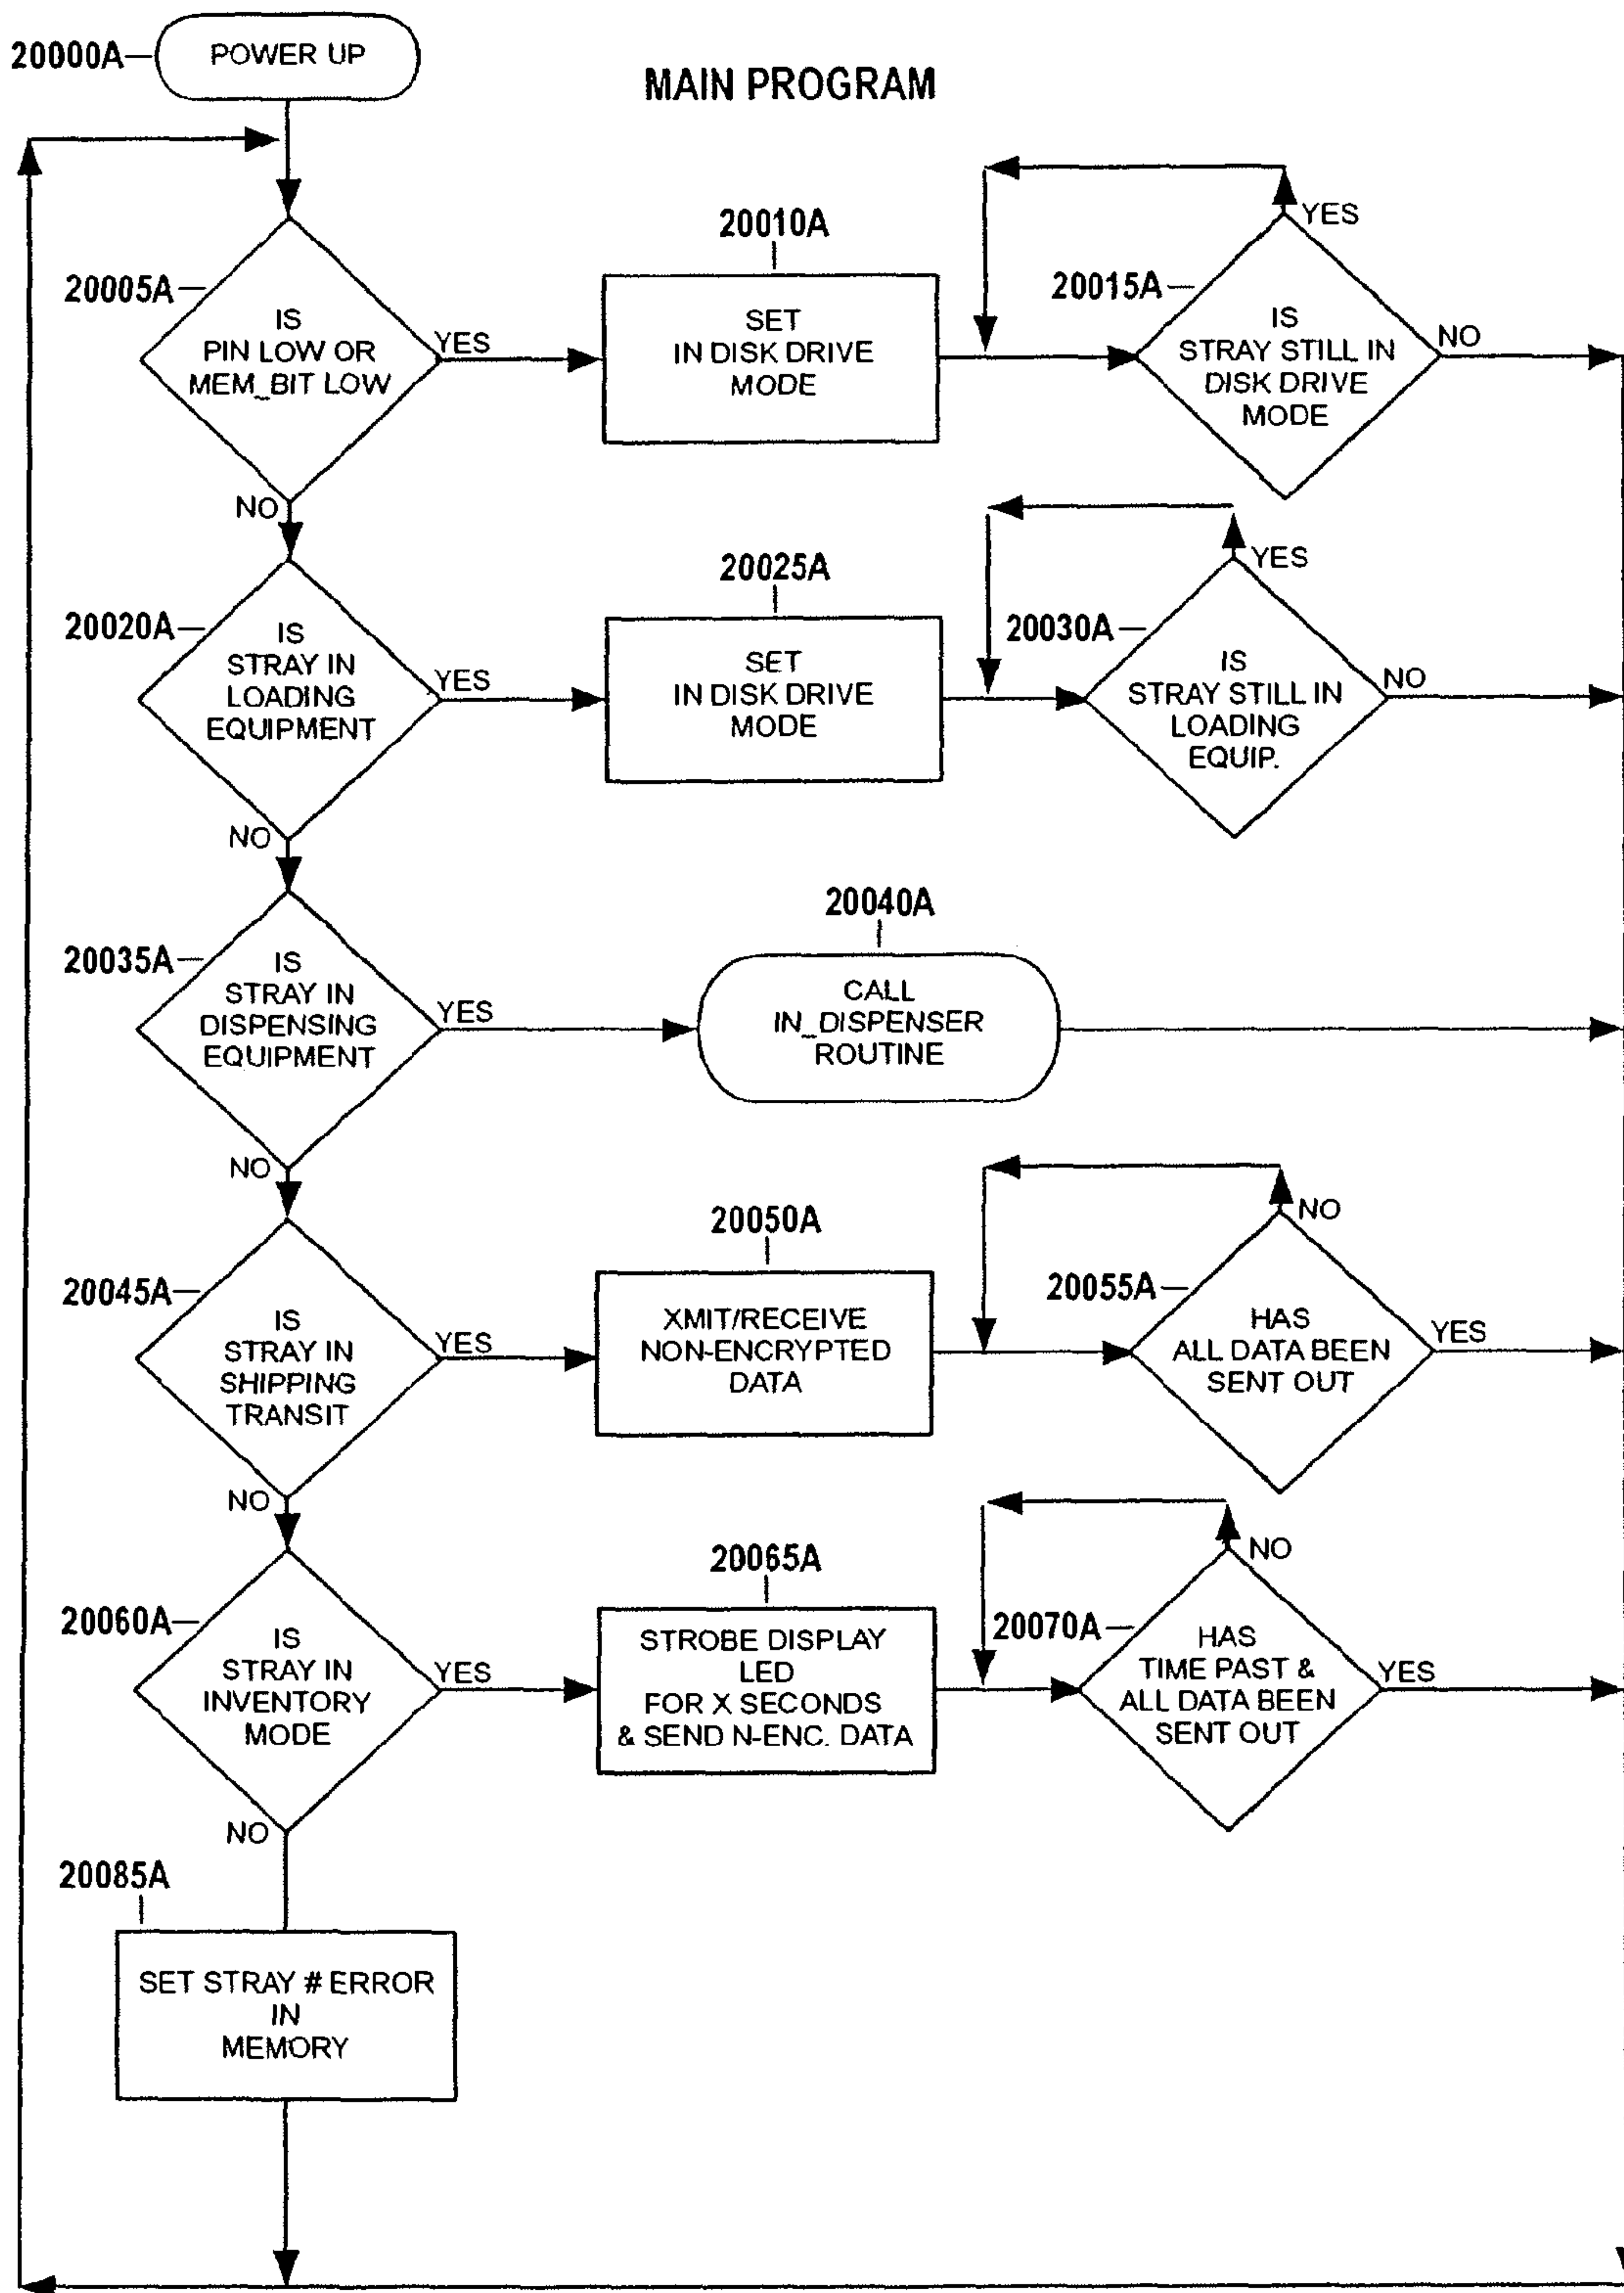 20000A
POWER UP
MAIN PROGRAM
20005A
IS
PIN LOW OR
MEM_BIT LOW
YES
NO
20010A
SET
IN DISK DRIVE
MODE
20015A
YES
IS
STRAY STILL IN
DISK DRIVE
MODE
NO
20020A
IS
STRAY IN
LOADING
EQUIPMENT
YES
NO
20025A
SET
IN DISK DRIVE
MODE
20030A
YES
IS
STRAY STILL IN
LOADING
EQUIP.
NO
20035A
IS
STRAY IN
DISPENSING
EQUIPMENT
YES
NO
20040A
CALL
IN_DISPENSER
ROUTINE
20045A
IS
STRAY IN
SHIPPING
TRANSIT
YES
NO
20050A
XMIT/RECEIVE
NON-ENCRYPTED
DATA
20055A
NO
HAS
ALL DATA BEEN
SENT OUT
YES
20060A
IS
STRAY IN
INVENTORY
MODE
YES
NO
20065A
STROBE DISPLAY
LED
FOR X SECONDS
& SEND N-ENC. DATA
20070A
NO
HAS
TIME PAST &
ALL DATA BEEN
SENT OUT
YES
20085A
SET STRAY # ERROR
IN
MEMORY